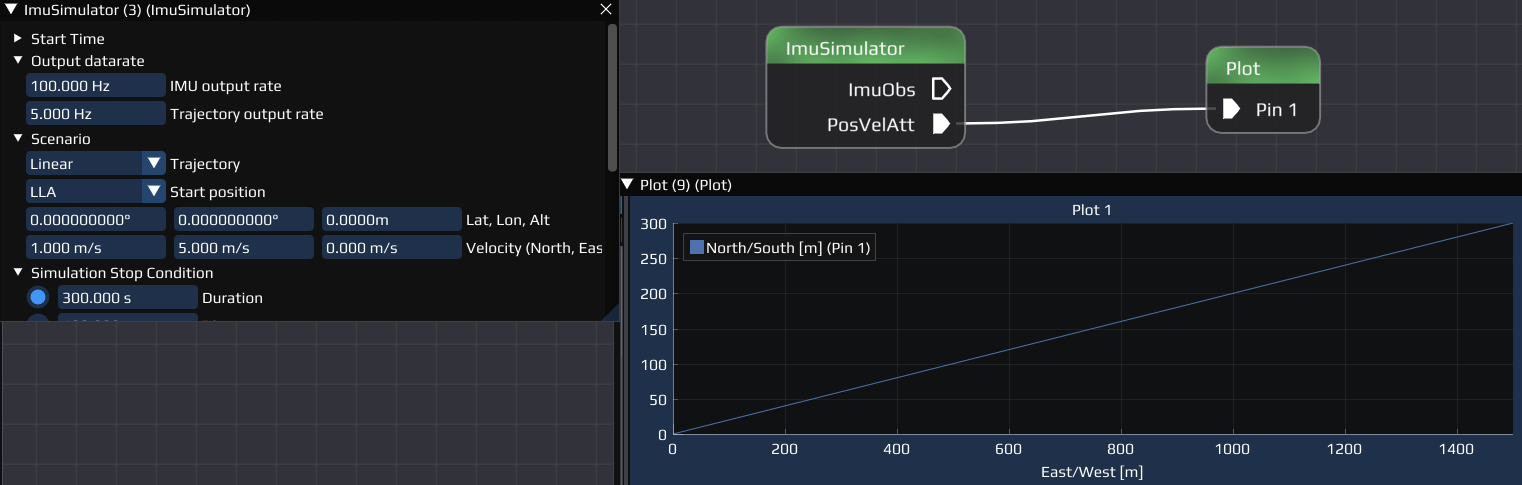 ImuSimulator (3) (ImuSimulator)
Start Time
Output datarate
100.000 Hz IMU output rate
5.000 Hz Trajectory output rate
Scenario
Linear Trajectory
LLA Start position
0.000000000° 0.000000000° 0.0000m Lat, Lon, Alt
1.000 m/s 5.000 m/s 0.000 m/s Velocity (North, Eas
Simulation Stop Condition
300.000 s Duration
ImuSimulator
ImuObs
PosVelAtt
Plot
Pin 1
Plot (9) (Plot)
Plot 1
North/South [m] (Pin 1)
300
250
200
150
100
50
0
0 200 400 600 800 1000 1200 1400
East/West [m]